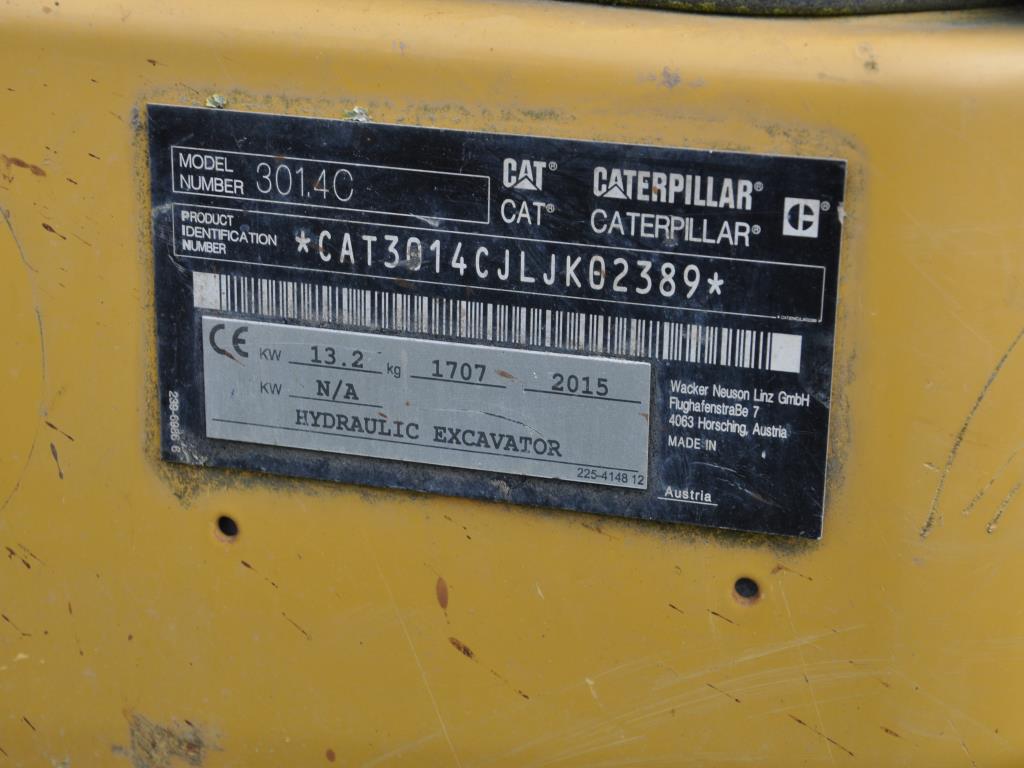 MODEL NUMBER 301.4C
CAT® CATERPILLAR®
CAT® CATERPILLAR®
PRODUCT IDENTIFICATION NUMBER *CAT3014CJLJK02389*
CE KW 13.2 kg 1707 2015
KW N/A
HYDRAULIC EXCAVATOR
225-4148 12
Wacker Neuson Linz GmbH
Flughafenstraße 7
4063 Horsching, Austria
MADE IN
Austria